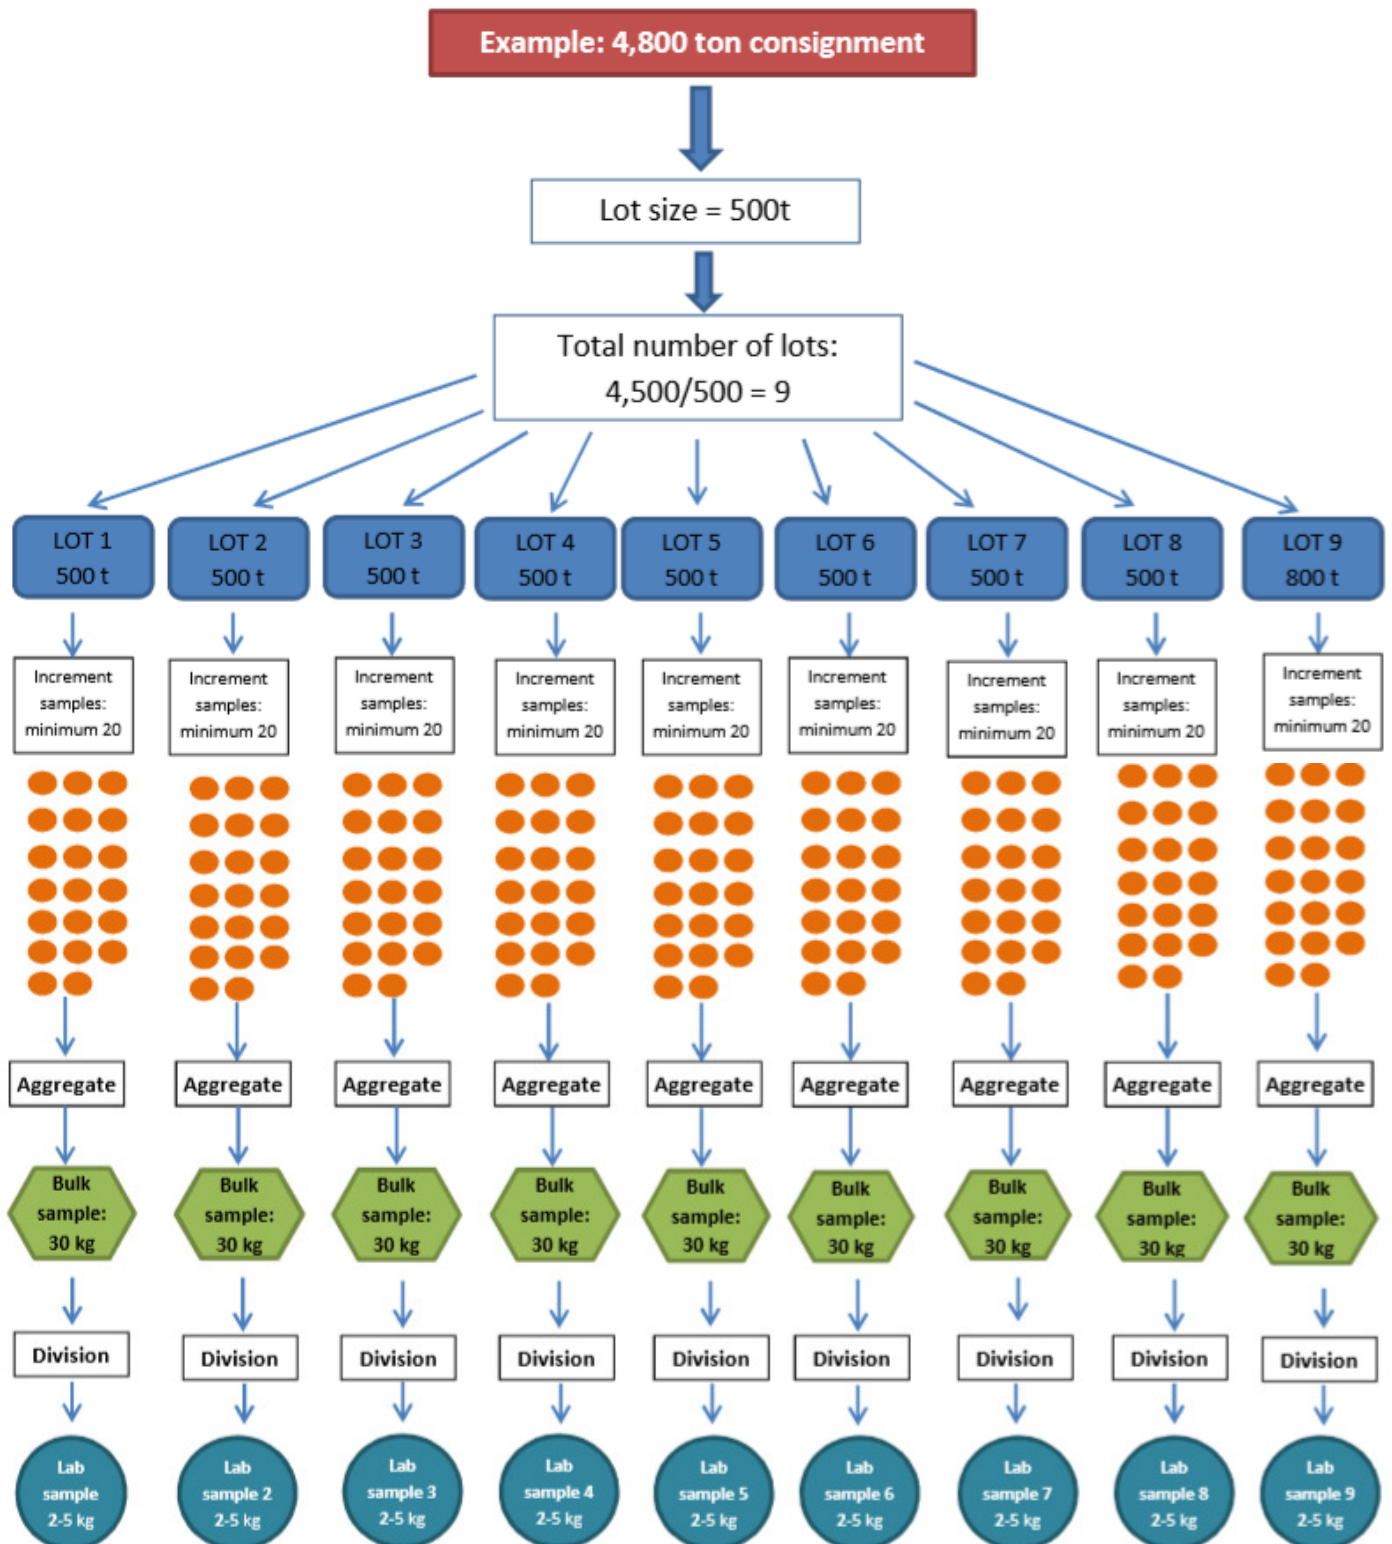 Example: 4,800 ton consignment
Lot size = 500t
Total number of lots:
4,500/500 = 9
LOT 1
500 t
LOT 2
500 t
LOT 3
500 t
LOT 4
500 t
LOT 5
500 t
LOT 6
500 t
LOT 7
500 t
LOT 8
500 t
LOT 9
800 t
Increment
samples:
minimum 20
Increment
samples:
minimum 20
Increment
samples:
minimum 20
Increment
samples:
minimum 20
Increment
samples:
minimum 20
Increment
samples:
minimum 20
Increment
samples:
minimum 20
Increment
samples:
minimum 20
Increment
samples:
minimum 20
Aggregate
Aggregate
Aggregate
Aggregate
Aggregate
Aggregate
Aggregate
Aggregate
Aggregate
Bulk
sample:
30 kg
Bulk
sample:
30 kg
Bulk
sample:
30 kg
Bulk
sample:
30 kg
Bulk
sample:
30 kg
Bulk
sample:
30 kg
Bulk
sample:
30 kg
Bulk
sample:
30 kg
Bulk
sample:
30 kg
Division
Division
Division
Division
Division
Division
Division
Division
Division
Lab
sample
2-5 kg
Lab
sample 2
2-5 kg
Lab
sample 3
2-5 kg
Lab
sample 4
2-5 kg
Lab
sample 5
2-5 kg
Lab
sample 6
2-5 kg
Lab
sample 7
2-5 kg
Lab
sample 8
2-5 kg
Lab
sample 9
2-5 kg